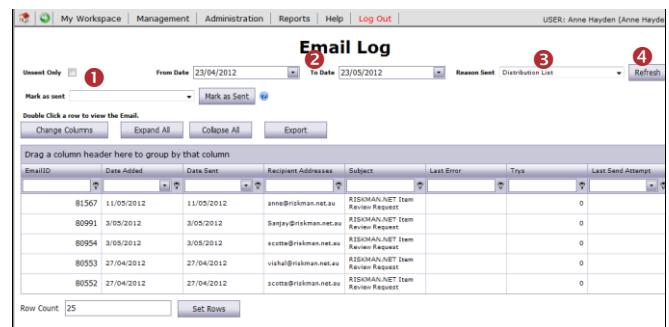 My Workspace Management Administration Reports Help Log Out USER: Anne Hayden (Anne Hayde
Email Log
1 2 3 4
Unsent Only From Date 23/04/2012 To Date 23/05/2012 Reason Sent Distribution List Refresh
Mark as sent Mark as Sent
Double Click a row to view the Email.
Change Columns Expand All Collapse All Export
Drag a column header here to group by that column
EmailID Date Added Date Sent Recipient Addresses Subject Last Error Trys Last Send Attempt
81567 11/05/2012 11/05/2012 anne@riskman.net.au RISKMAN.NET Item 0
Review Request
80991 3/05/2012 3/05/2012 Sanjay@riskman.net.au RISKMAN.NET Item 0
Review Request
80954 3/05/2012 3/05/2012 scotte@riskman.net.au RISKMAN.NET Item 0
Review Request
80553 27/04/2012 27/04/2012 vishal@riskman.net.au RISKMAN.NET Item 0
Review Request
80552 27/04/2012 27/04/2012 scotte@riskman.net.au RISKMAN.NET Item 0
Review Request
Row Count 25 Set Rows